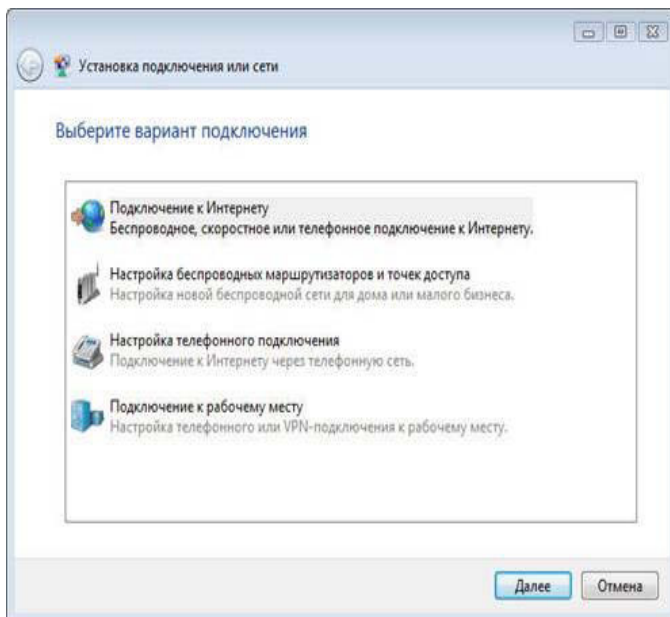 Установка подключения или сети
Выберите вариант подключения
Подключение к Интернету
Беспроводное, скоростное или телефонное подключение к Интернету.
Настройка беспроводных маршрутизаторов и точек доступа
Настройка новой беспроводной сети для дома или малого бизнеса.
Настройка телефонного подключения
Подключение к Интернету через телефонную сеть.
Подключение к рабочему месту
Настройка телефонного или VPN-подключения к рабочему месту.
Далее
Отмена